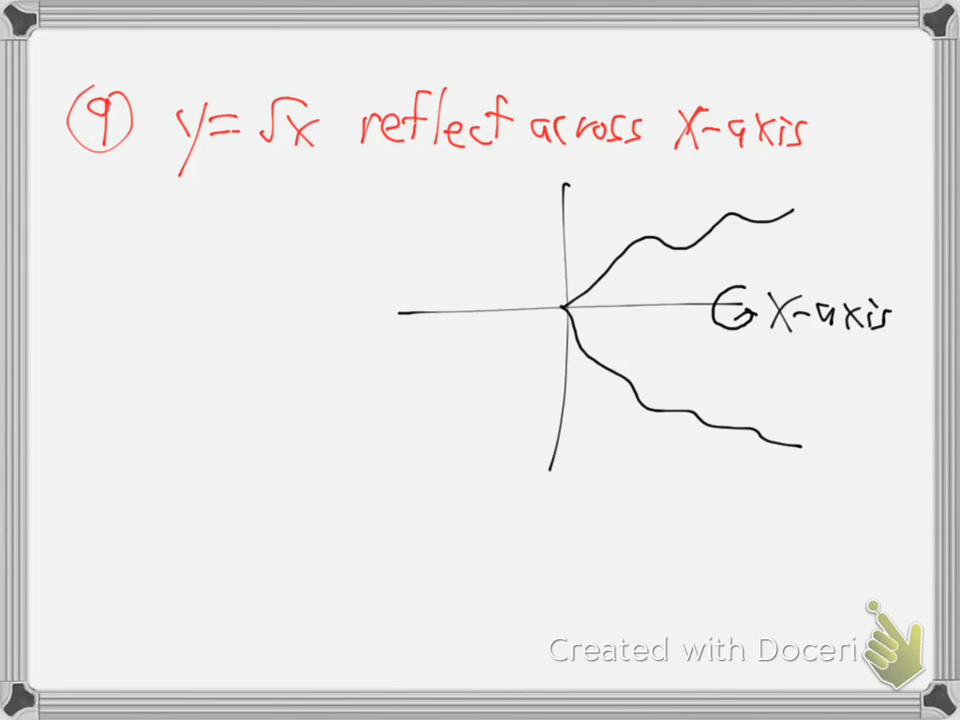 9 y = √x reflect across x-axis
x-axis
Created with Doceri